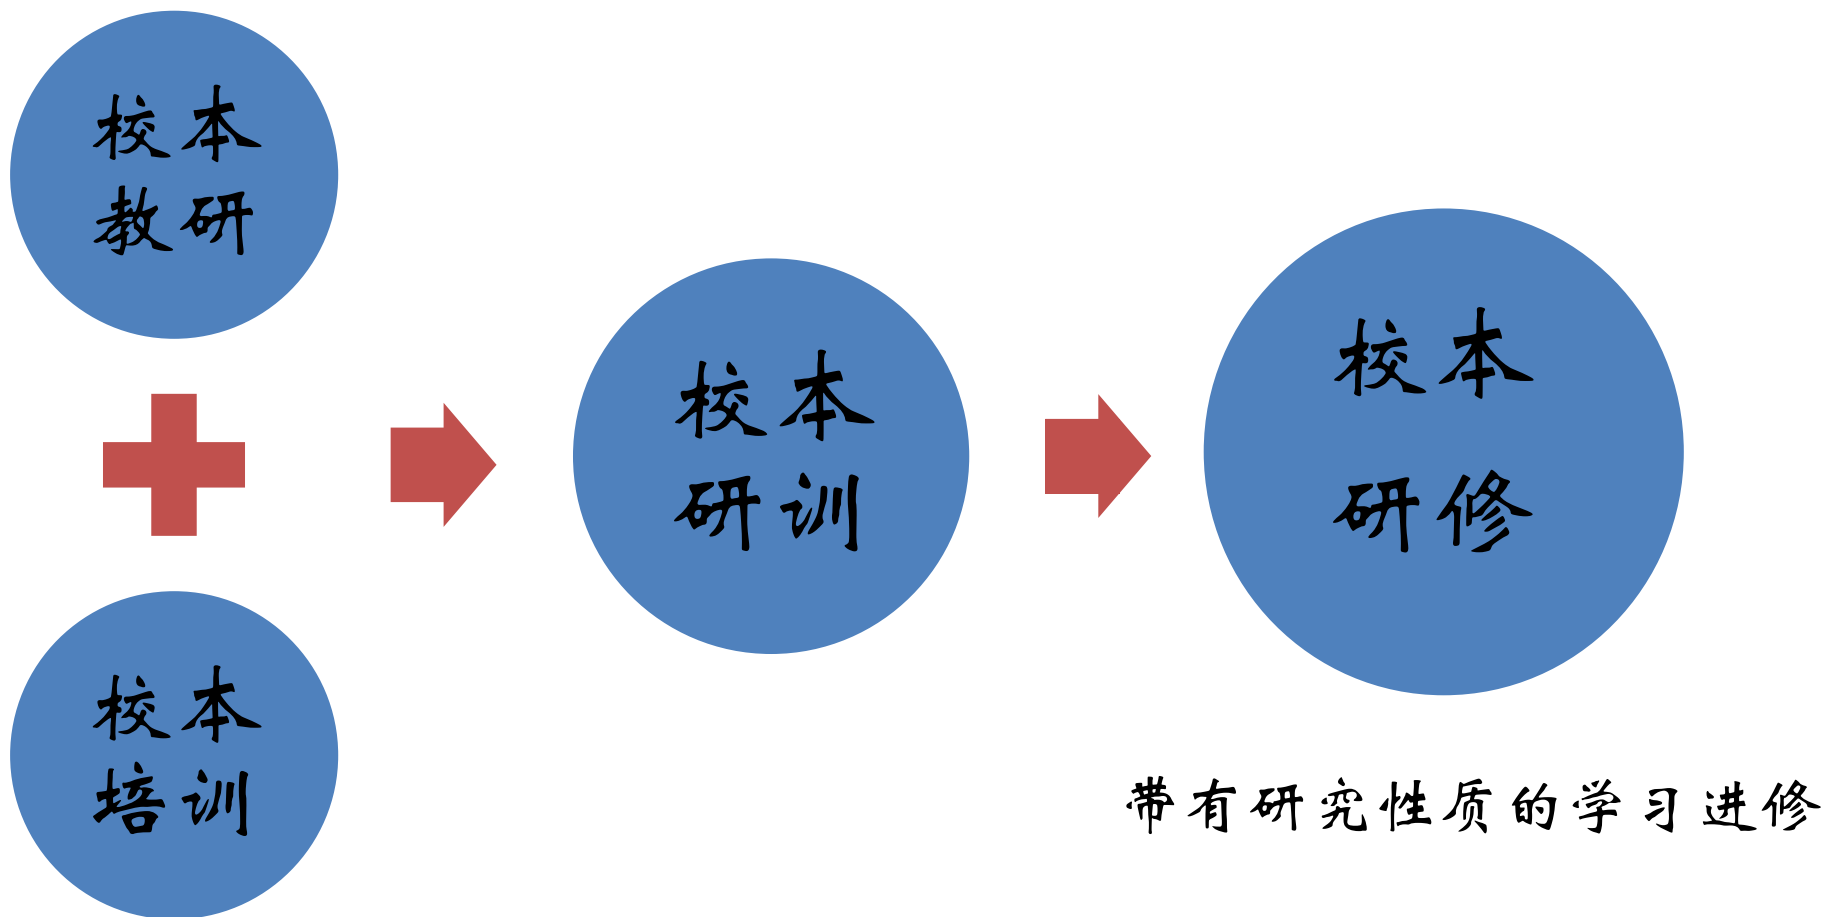 校本
教研
校本
培训
校本
研训
校本
研修
带有研究性质的学习进修